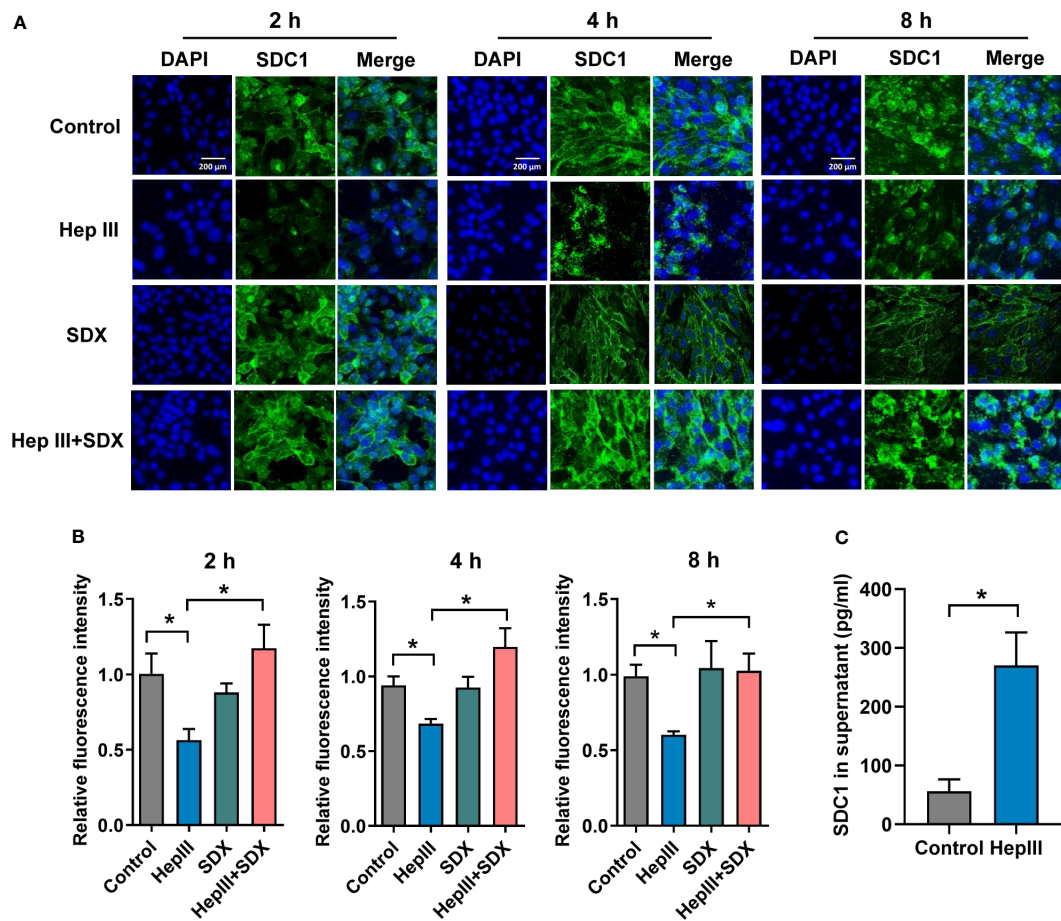 A
2 h
4 h
8 h
DAPI SDC1 Merge DAPI SDC1 Merge DAPI SDC1 Merge
Control
200 μm
200 μm
200 μm
Hep III
SDX
Hep III+SDX
B
2 h
Relative fluorescence intensity
1.5
1.0
0.5
0.0
*
*
Control
HepIII
SDX
HepIII+SDX
4 h
Relative fluorescence intensity
1.5
1.0
0.5
0.0
*
*
Control
HepIII
SDX
HepIII+SDX
8 h
Relative fluorescence intensity
1.5
1.0
0.5
0.0
*
*
Control
HepIII
SDX
HepIII+SDX
C
SDC1 in supernatant (pg/ml)
400
300
200
100
0
*
Control HepIII